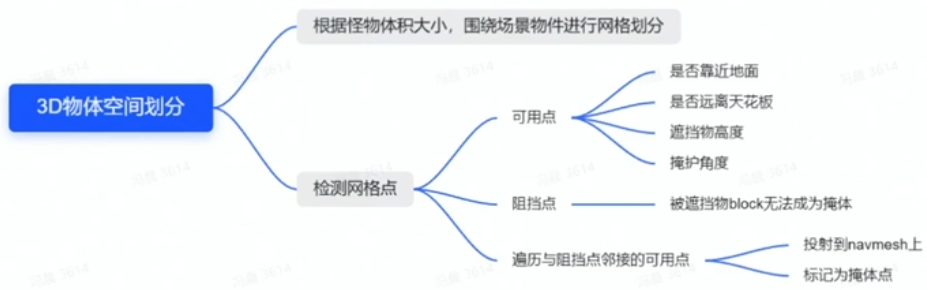 3D物体空间划分
根据怪物体积大小，围绕场景物件进行网格划分
检测网格点
可用点
是否靠近地面
是否远离天花板
遮挡物高度
掩护角度
阻挡点
被遮挡物block无法成为掩体
遍历与阻挡点邻接的可用点
投射到navmesh上
标记为掩体点